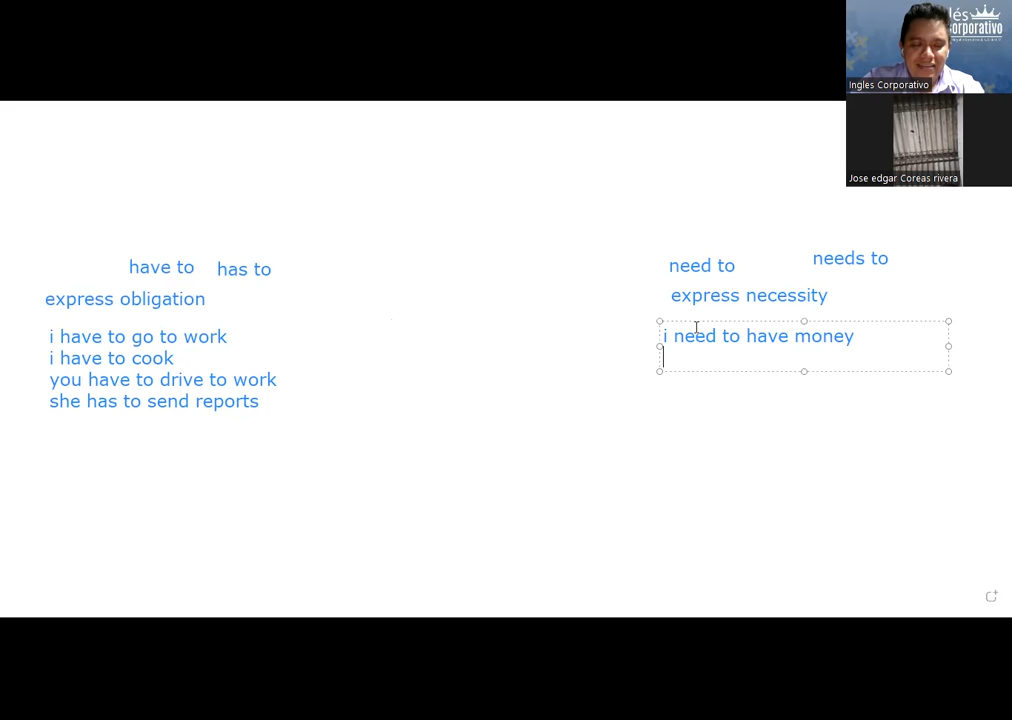 lés
orporativo
Ingles Corporativo
Jose edgar Coreas rivera
have to
has to
express obligation
i have to go to work
i have to cook
you have to drive to work
she has to send reports
need to
needs to
express necessity
i need to have money